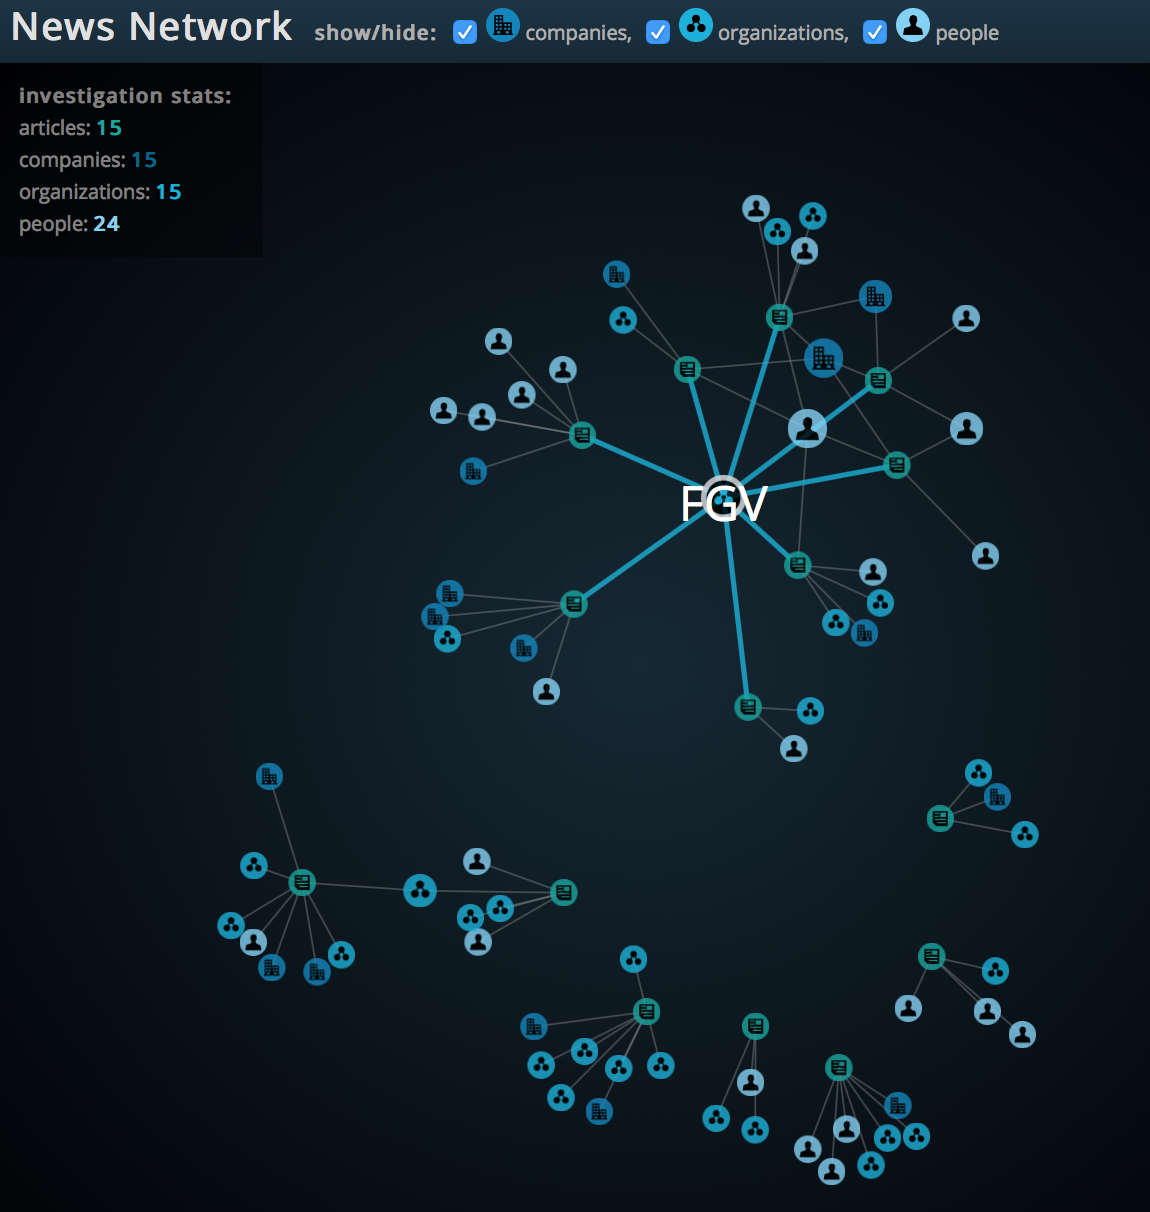 News Network show/hide: companies, organizations, people
investigation stats:
articles: 15
companies: 15
organizations: 15
people: 24
FGV